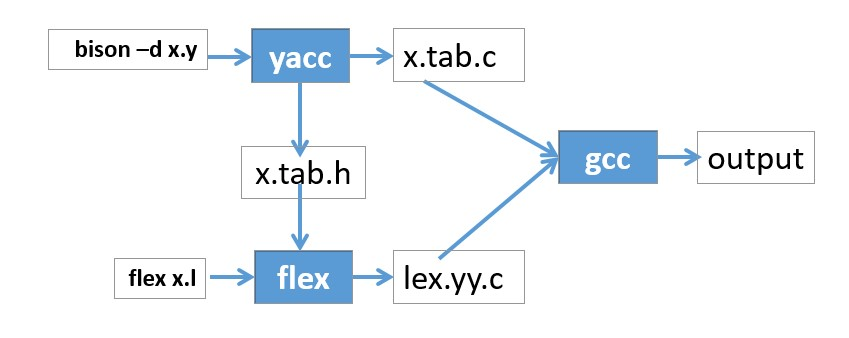 bison –d x.y
yacc
x.tab.c
x.tab.h
gcc
output
flex x.l
flex
lex.yy.c